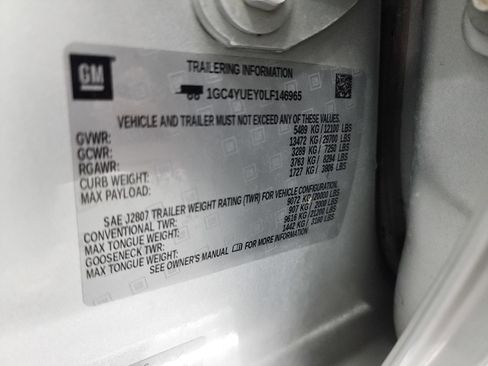 GM
TRAILERING INFORMATION
1GC4YUEY0LF146965
VEHICLE AND TRAILER MUST NOT EXCEED ANY OF THESE VALUES.
GVWR: 5489 KG/12100 LBS
GCWR: 13472 KG/29700 LBS
RGAWR: 3289 KG/7250 LBS
CURB WEIGHT: 3763 KG/8294 LBS
MAX PAYLOAD: 1727 KG/3806 LBS
SAE J2807 TRAILER WEIGHT RATING (TWR) FOR VEHICLE CONFIGURATION.
CONVENTIONAL TWR: 9072 KG/20000 LBS
MAX TONGUE WEIGHT: 907 KG/2000 LBS
GOOSENECK TWR: 9616 KG/21200 LBS
MAX TONGUE WEIGHT: 1442 KG/3180 LBS
SEE OWNER'S MANUAL FOR MORE INFORMATION